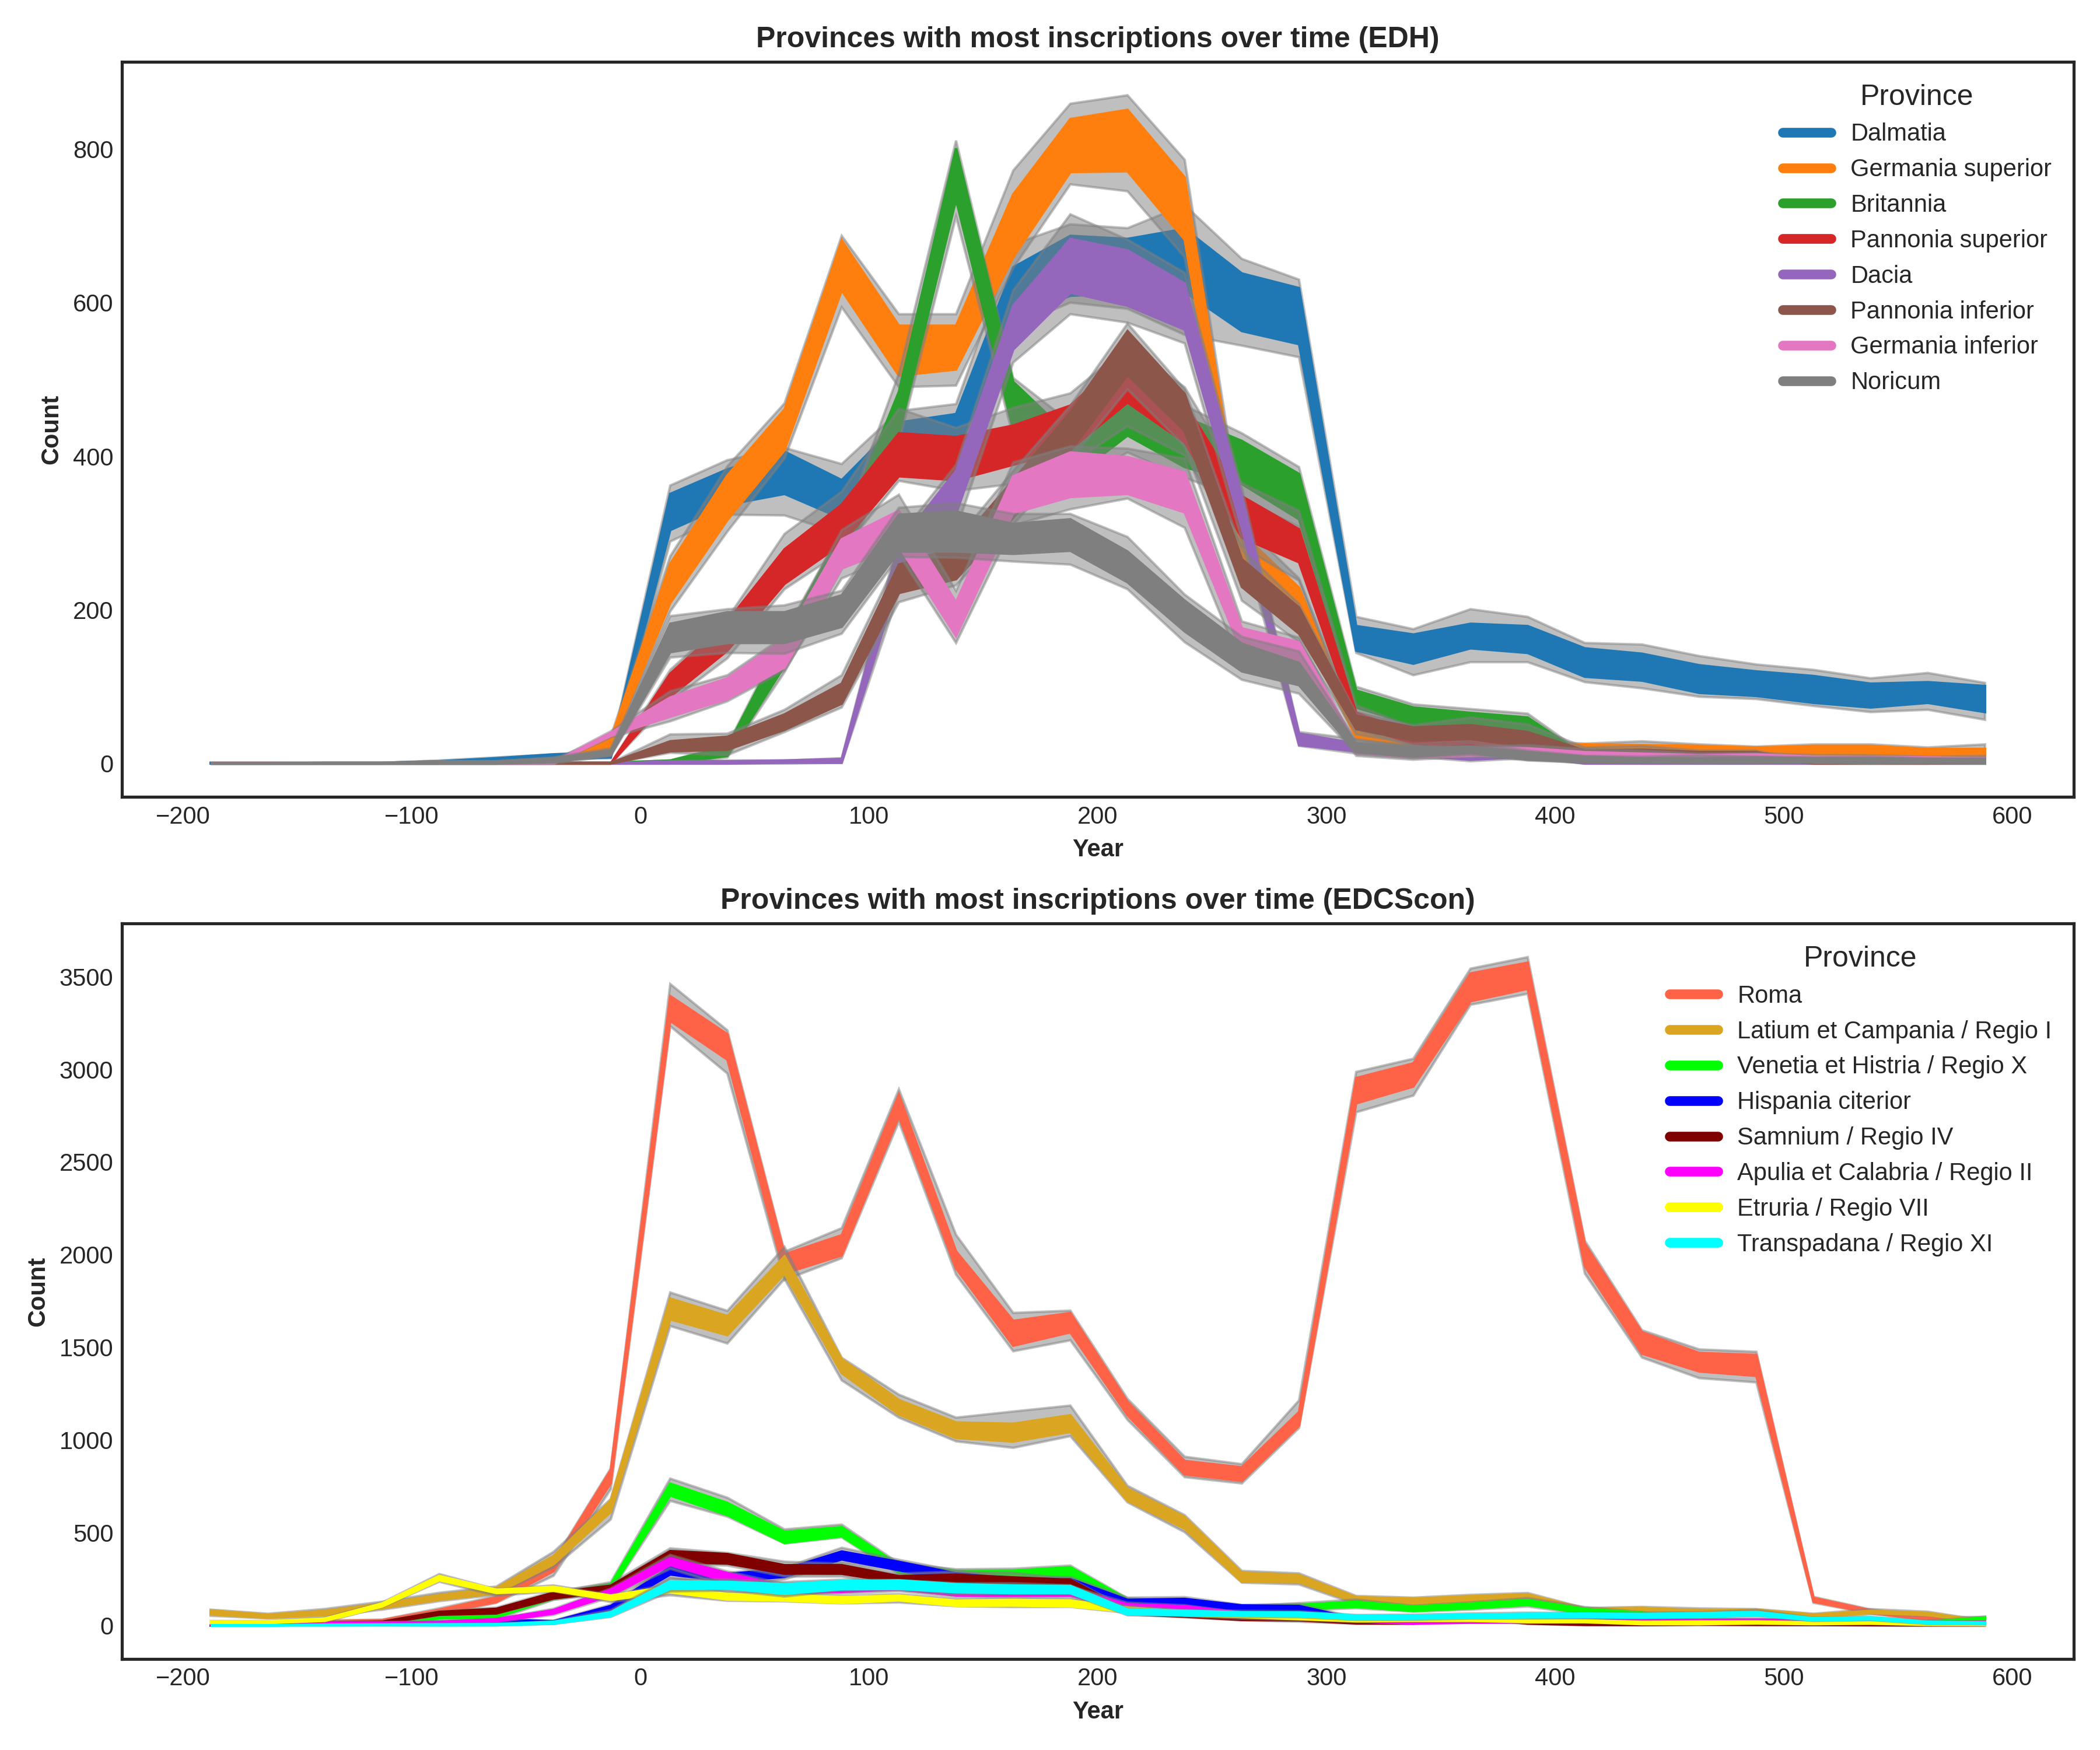 Provinces with most inscriptions over time (EDH)
Count
800
600
400
200
0
Province
Dalmatia
Germania superior
Britannia
Pannonia superior
Dacia
Pannonia inferior
Germania inferior
Noricum
−200 −100 0 100 200 300 400 500 600
Year
Provinces with most inscriptions over time (EDCScon)
Count
3500
3000
2500
2000
1500
1000
500
0
Province
Roma
Latium et Campania / Regio I
Venetia et Histria / Regio X
Hispania citerior
Samnium / Regio IV
Apulia et Calabria / Regio II
Etruria / Regio VII
Transpadana / Regio XI
−200 −100 0 100 200 300 400 500 600
Year